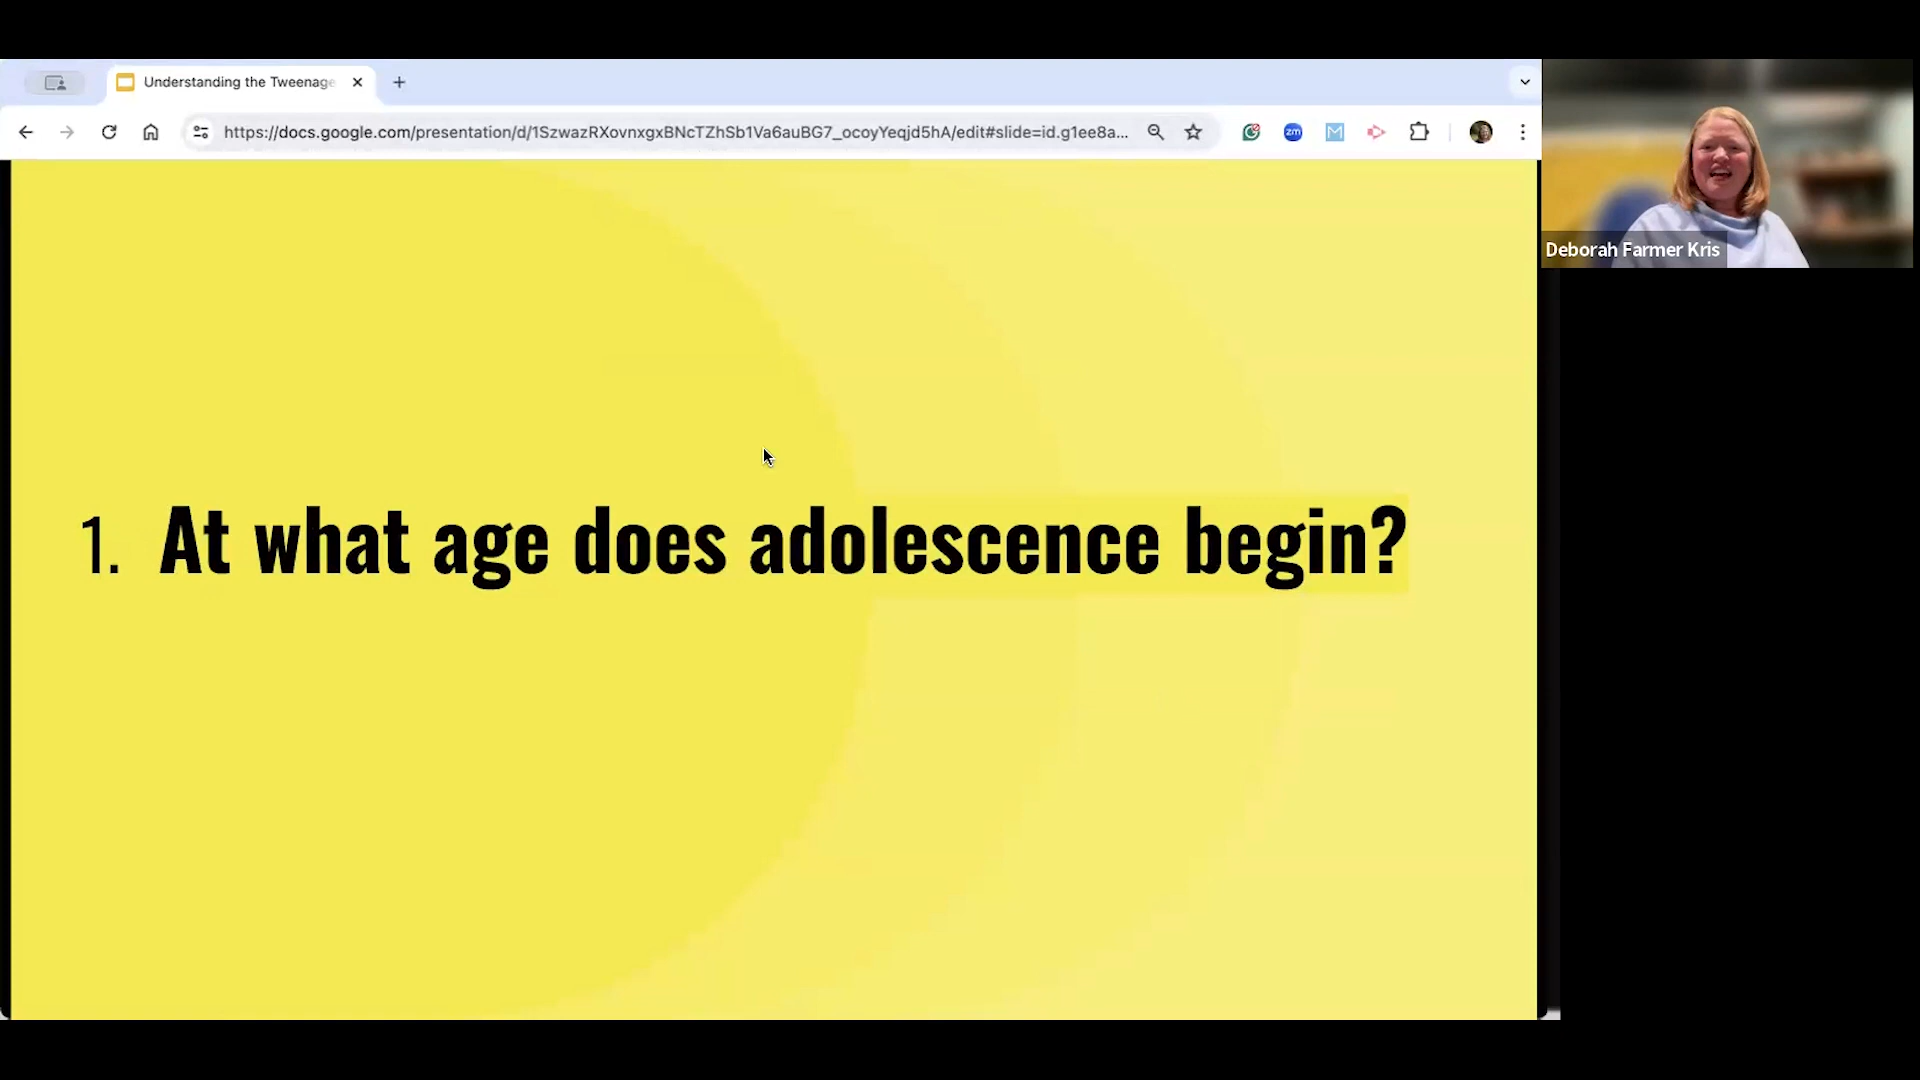 Understanding the Tweenage
https://docs.google.com/presentation/d/1SzwazRXovnxgxBNcTZhSb1Va6auBG7_ocoyYeqjd5hA/edit#slide=id.g1ee8a...
zm
M
Deborah Farmer Kris
1. At what age does adolescence begin?